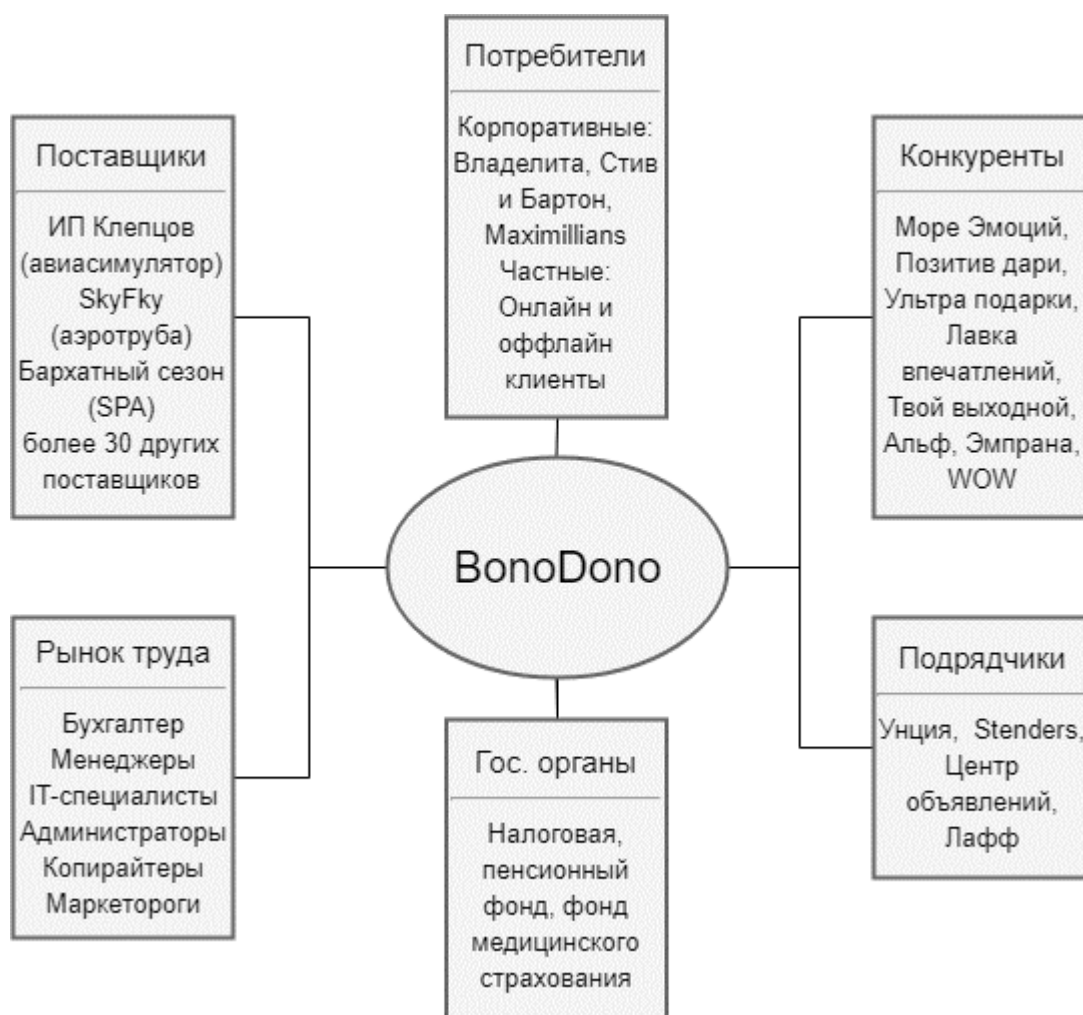 Потребители
Корпоративные:
Владелита, Стив
и Бартон,
Maximillians
Частные:
Онлайн и
оффлайн
клиенты
Поставщики
ИП Клепцов
(авиасимулятор)
SkyFky
(аэротруба)
Бархатный сезон
(SPA)
более 30 других
поставщиков
Конкуренты
Море Эмоций,
Позитив дари,
Ультра подарки,
Лавка
впечатлений,
Твой выходной,
Альф, Эмпрана,
WOW
BonoDono
Рынок труда
Бухгалтер
Менеджеры
IT-специалисты
Администраторы
Копирайтеры
Маркетороги
Гос. органы
Налоговая,
пенсионный
фонд, фонд
медицинского
страхования
Подрядчики
Унция, Stenders,
Центр
объявлений,
Лафф